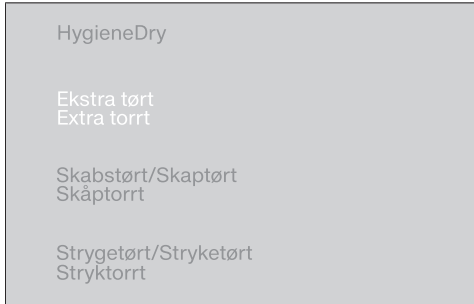 HygieneDry
Ekstra tørt
Extra torrt
Skabstørt/Skaptørt
Skåptorrt
Strygetørt/Stryketørt
Stryktorrt